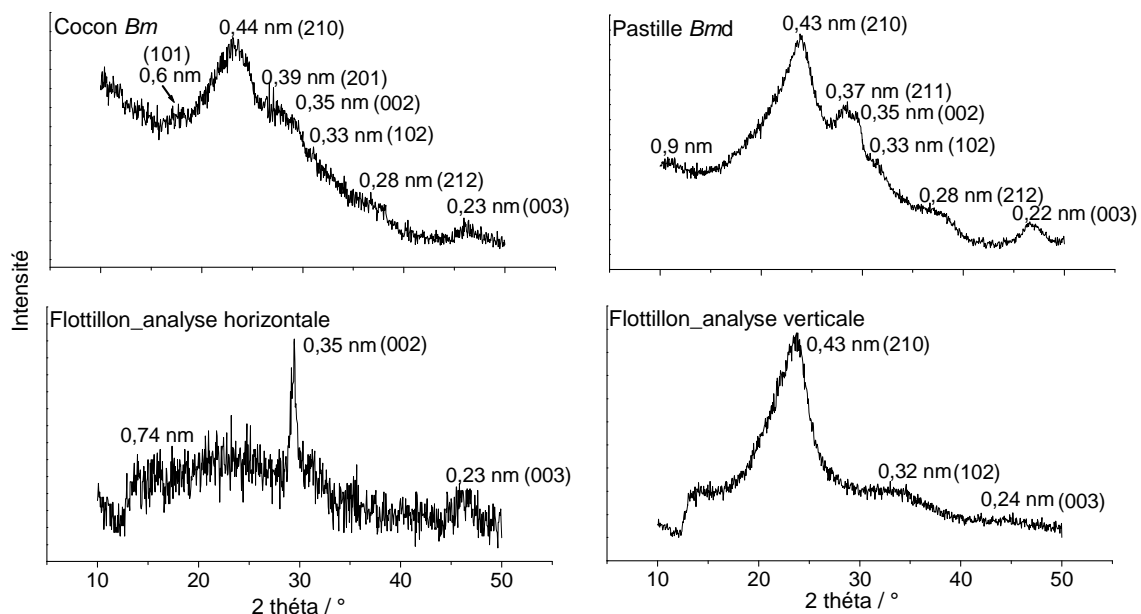 Cocon Bm
0,44 nm (210)
(101)
0,6 nm
0,39 nm (201)
0,35 nm (002)
0,33 nm (102)
0,28 nm (212)
0,23 nm (003)
Pastille Bmd
0,43 nm (210)
0,37 nm (211)
0,35 nm (002)
0,9 nm
0,33 nm (102)
0,28 nm (212)
0,22 nm (003)
Intensité
Flottillon_analyse horizontale
0,35 nm (002)
0,74 nm
0,23 nm (003)
10 20 30 40 50
2 théta / °
Flottillon_analyse verticale
0,43 nm (210)
0,32 nm (102)
0,24 nm (003)
10 20 30 40 50
2 théta / °